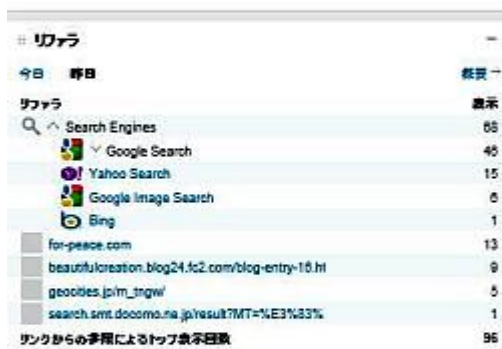 リファラ
今日 昨日 概要
リファラ 表示
Search Engines 68
Google Search 46
Yahoo Search 15
Google Image Search 6
Bing 1
for-peace.com 13
beautifulcreation.blog24.fc2.com/blog-entry-16.ht 9
geocities.jp/m_tngw/ 5
search.smt.docomo.ne.jp/result?MT=%E3%83% 1
リンクからの参照によるトップ表示回数 96